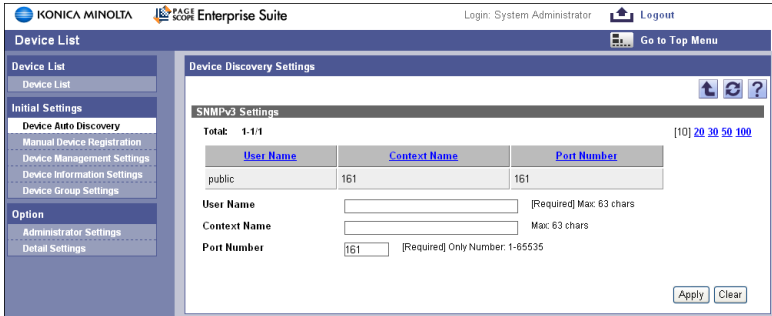 KONICA MINOLTA PAGE SCOPE Enterprise Suite Login: System Administrator Logout
Device List Go to Top Menu
Device List
Device List
Initial Settings
Device Auto Discovery
Manual Device Registration
Device Management Settings
Device Information Settings
Device Group Settings
Option
Administrator Settings
Detail Settings
Device Discovery Settings
?
SNMPv3 Settings
Total: 1-1/1 [10] 20 30 50 100
User Name Context Name Port Number
public 161 161
User Name [Required] Max: 63 chars
Context Name Max: 63 chars
Port Number 161 [Required] Only Number: 1-65535
Apply Clear